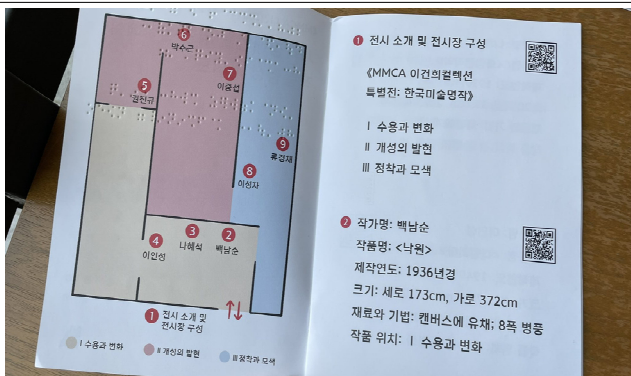 6
박수근
7
이중섭
5
권진규
9
류경채
8
이성자
4
이인성
3
나혜석
2
백남순
1 전시 소개 및
전시장 구성
Ⅰ 수용과 변화
Ⅱ 개성의 발현
Ⅲ 정착과 모색
1 전시 소개 및 전시장 구성
《MMCA 이건희컬렉션
특별전: 한국미술명작》
Ⅰ 수용과 변화
Ⅱ 개성의 발현
Ⅲ 정착과 모색
2 작가명: 백남순
작품명: <낙원>
제작연도: 1936년경
크기: 세로 173cm, 가로 372cm
재료와 기법: 캔버스에 유채; 8폭 병풍
작품 위치: Ⅰ 수용과 변화